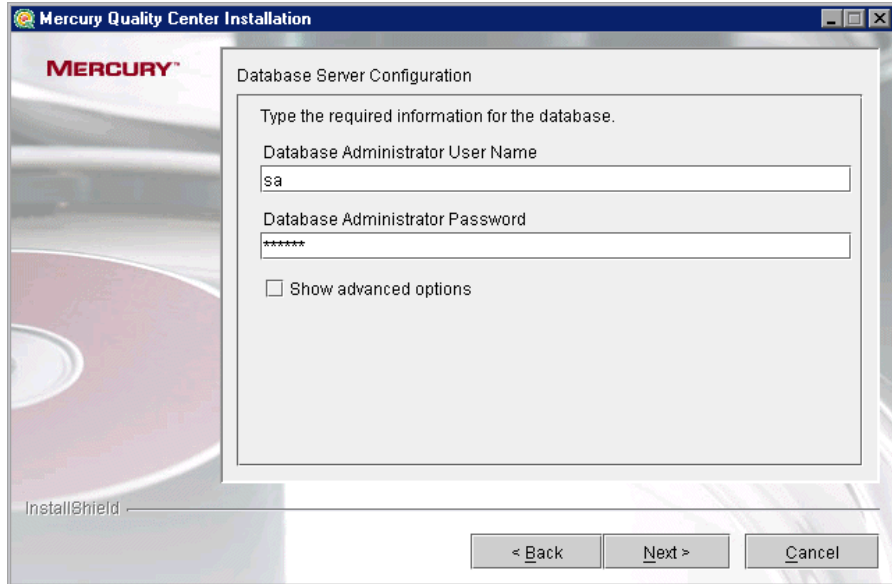 Mercury Quality Center Installation
MERCURY™
Database Server Configuration
Type the required information for the database.
Database Administrator User Name
sa
Database Administrator Password
******
Show advanced options
InstallShield
< Back
Next >
Cancel